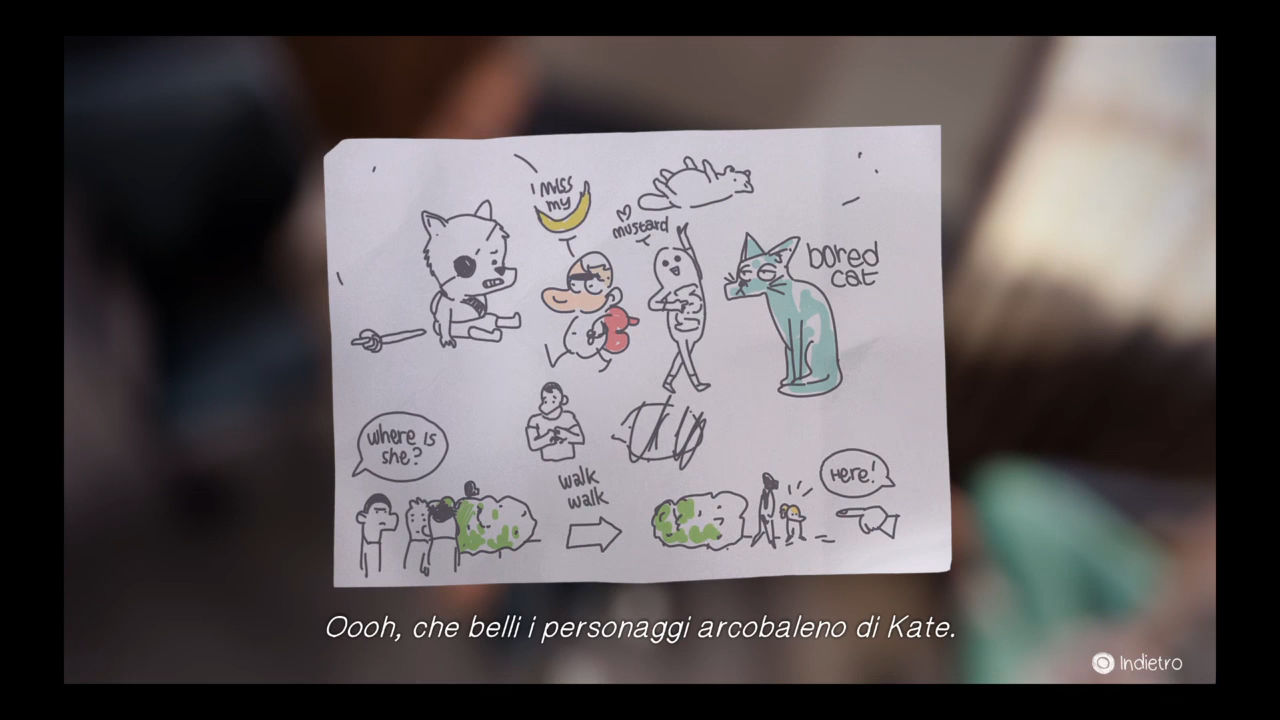 I miss
my
♡
mustard
bored
cat
where is
she?
walk
walk
Here!
Oooh, che belli i personaggi arcobaleno di Kate.
Indietro